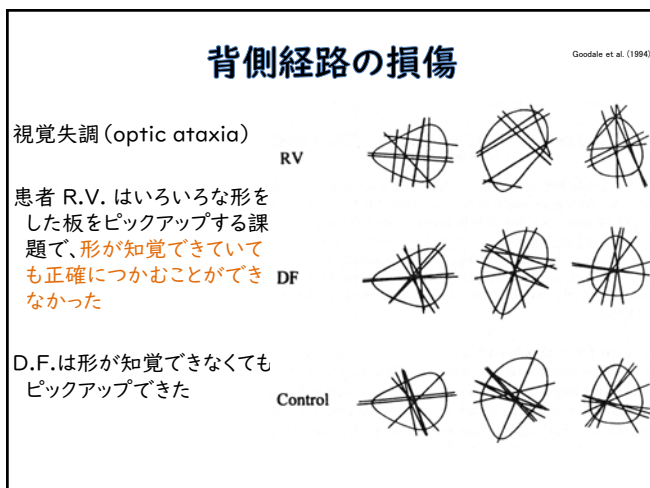 背側経路の損傷
Goodale et al. (1994)
視覚失調(optic ataxia)
患者 R.V. はいろいろな形を
した板をピックアップする課
題で、形が知覚できていて
も正確につかむことができ
なかった
D.F.は形が知覚できなくても
ピックアップできた
RV
DF
Control